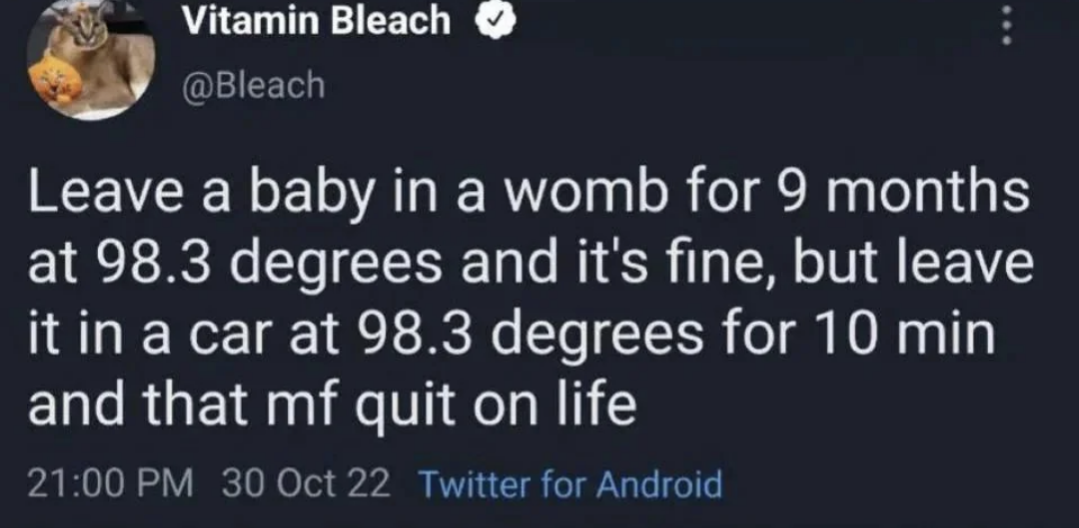 Vitamin Bleach
@Bleach
Leave a baby in a womb for 9 months
at 98.3 degrees and it's fine, but leave
it in a car at 98.3 degrees for 10 min
and that mf quit on life
21:00 PM 30 Oct 22 Twitter for Android